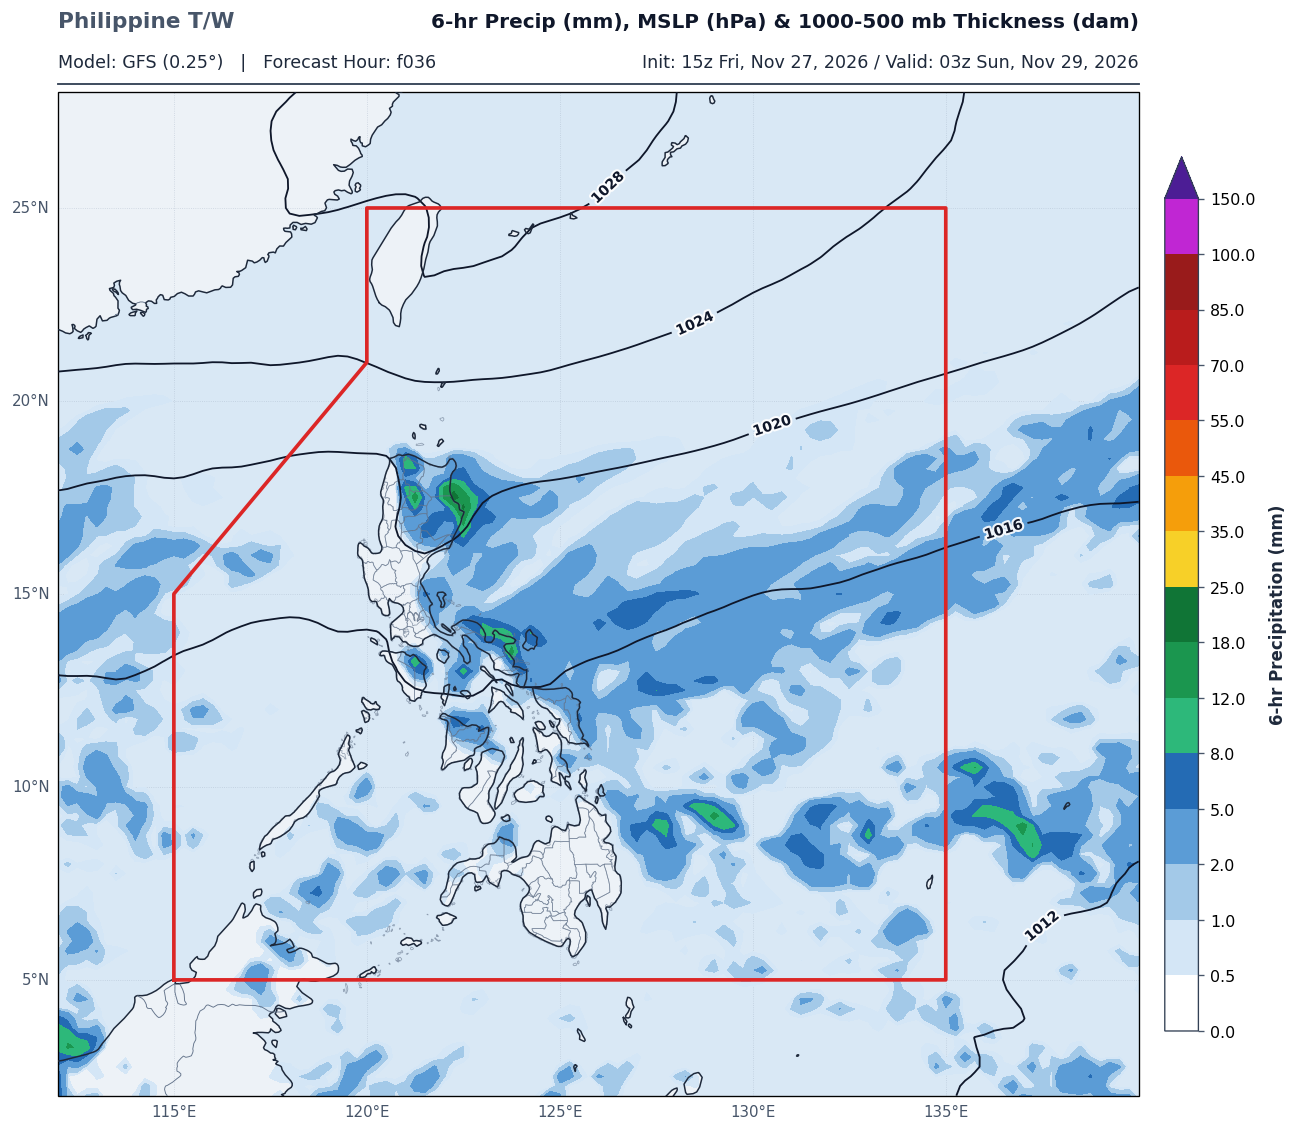 Philippine T/W
6-hr Precip (mm), MSLP (hPa) & 1000-500 mb Thickness (dam)
Model: GFS (0.25°) | Forecast Hour: f036
Init: 15z Fri, Nov 27, 2026 / Valid: 03z Sun, Nov 29, 2026
1028
1024
1020
1016
1012
25°N
20°N
15°N
10°N
5°N
115°E
120°E
125°E
130°E
135°E
150.0
100.0
85.0
70.0
55.0
45.0
35.0
25.0
18.0
12.0
8.0
5.0
2.0
1.0
0.5
0.0
6-hr Precipitation (mm)